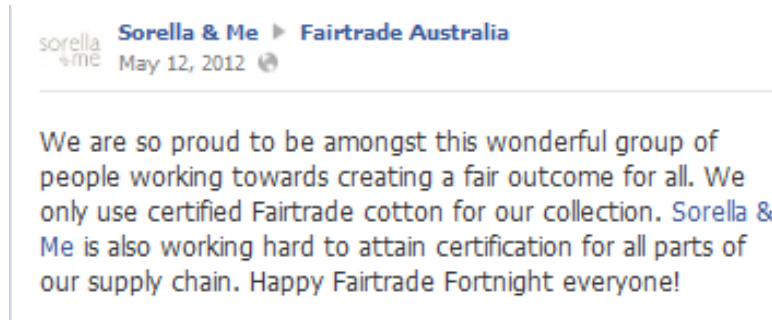 sorella
&me
Sorella & Me ▶ Fairtrade Australia
May 12, 2012
We are so proud to be amongst this wonderful group of
people working towards creating a fair outcome for all. We
only use certified Fairtrade cotton for our collection. Sorella &
Me is also working hard to attain certification for all parts of
our supply chain. Happy Fairtrade Fortnight everyone!